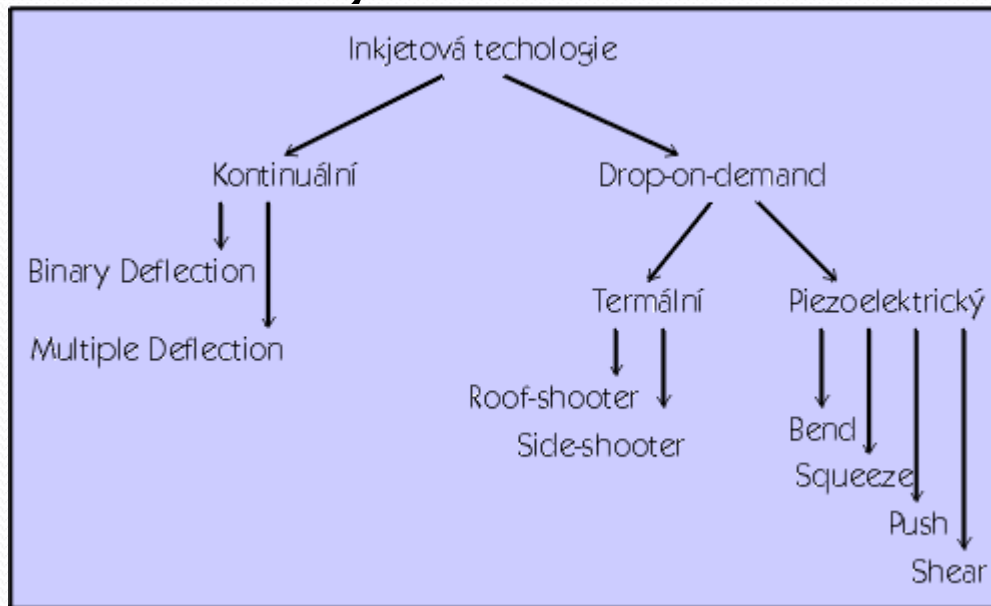 Inkjetová techologie
Kontinuální Drop-on-demand
Binary Deflection
Termální Piezoelektrický
Multiple Deflection
Roof-shooter
Bend
Side-shooter
Squeeze
Push
Shear